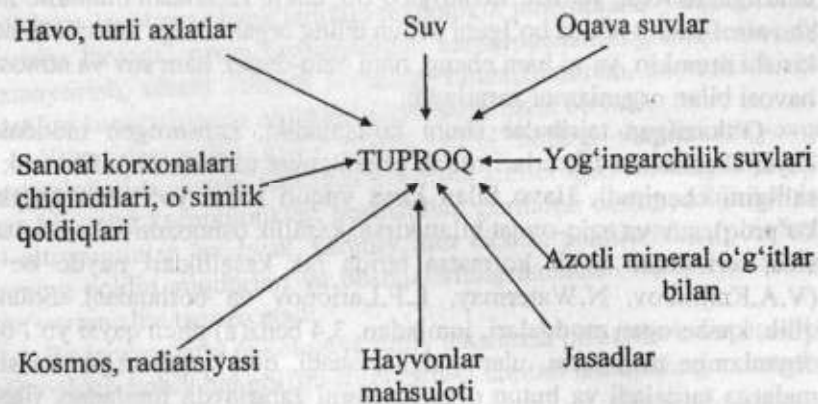 Havo, turli axlatlar
Suv
Oqava suvlar
Sanoat korxonalari
chiqindilari, o‘simlik
qoldiqlari
TUPROQ
Yog‘ingarchilik suvlari
Azotli mineral o‘g‘itlar
bilan
Kosmos, radiatsiyasi
Hayvonlar
mahsuloti
Jasadlar